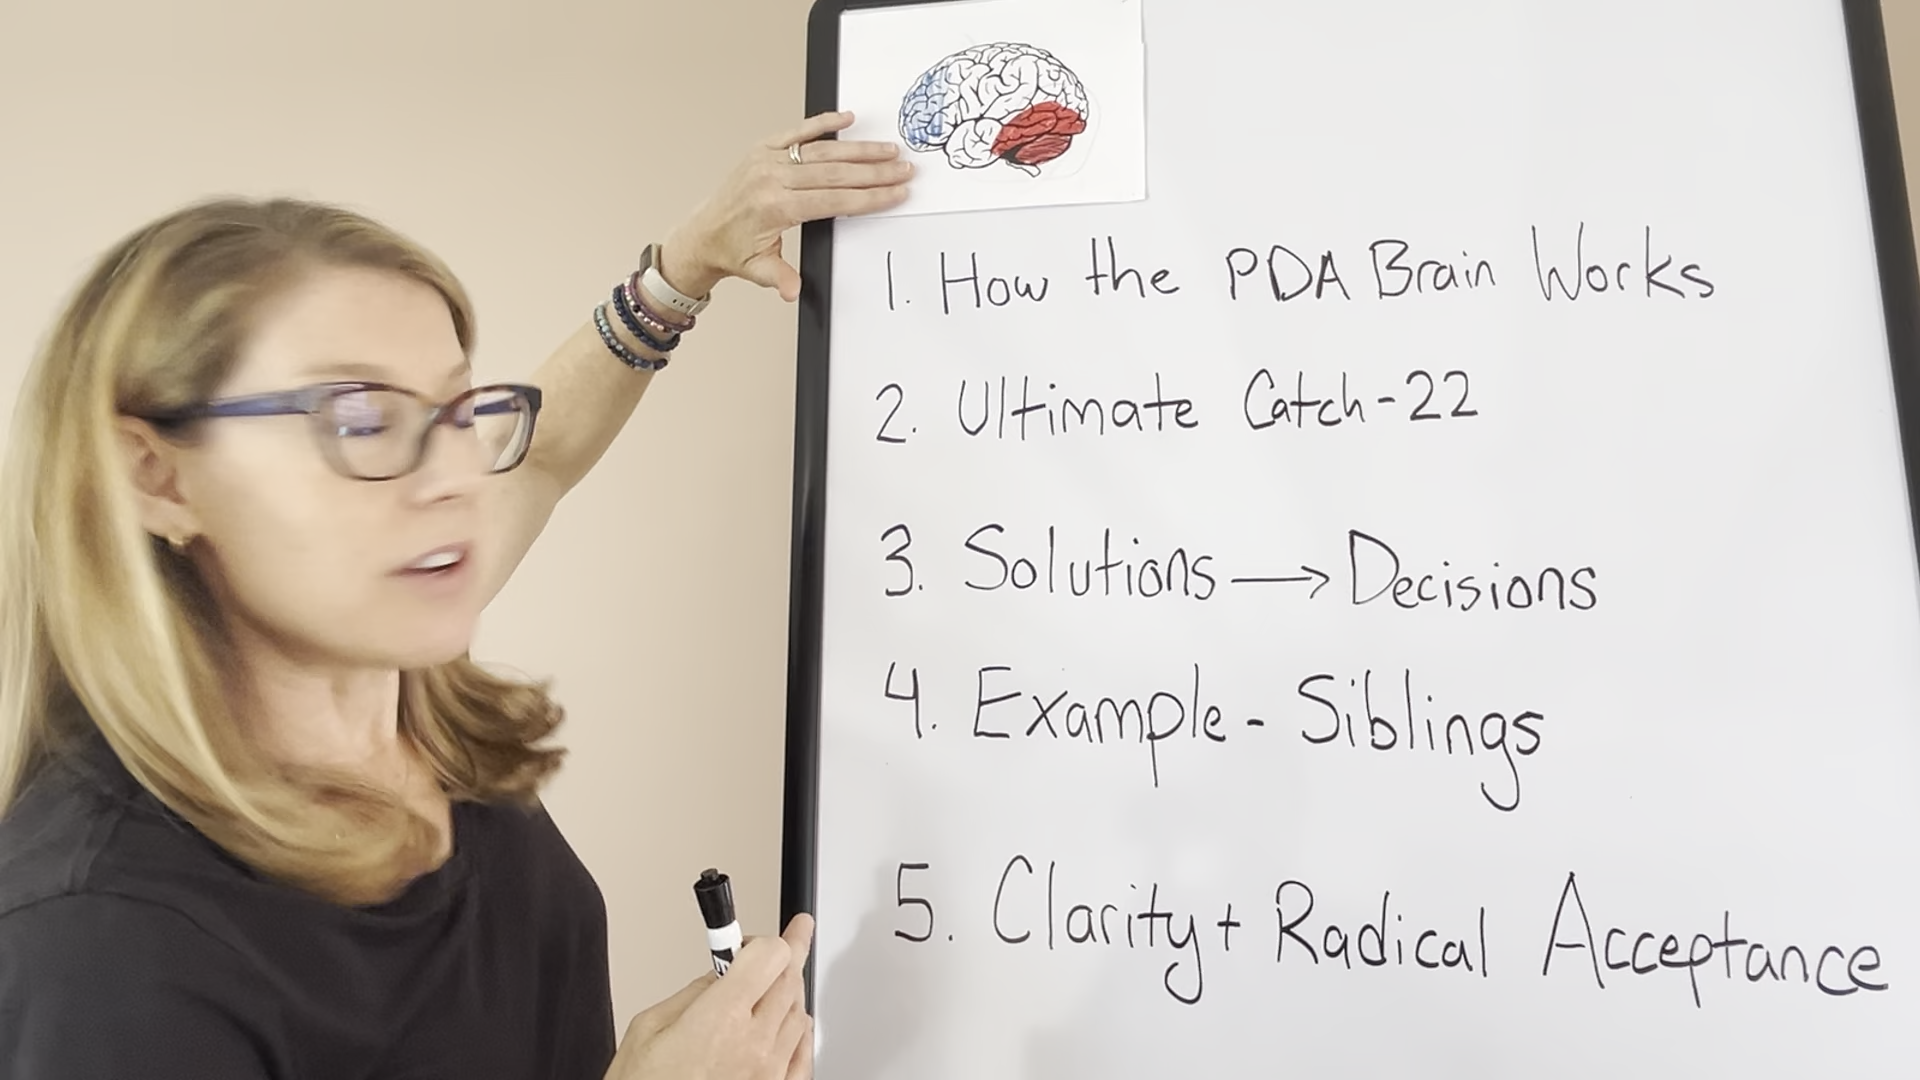 1. How the PDA Brain Works
2. Ultimate Catch-22
3. Solutions → Decisions
4. Example - Siblings
5. Clarity + Radical Acceptance